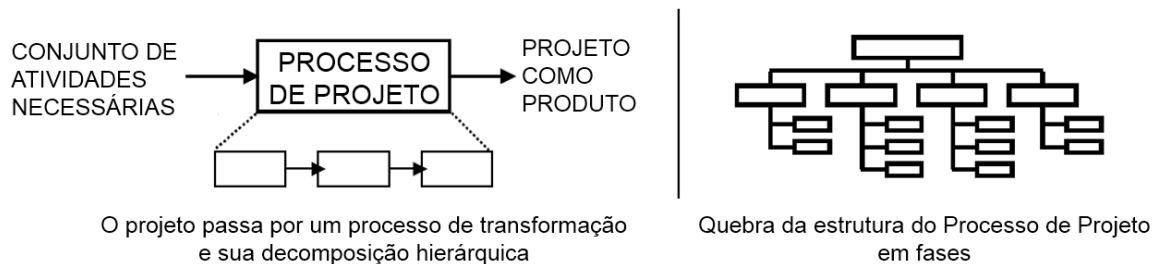 CONJUNTO DE
ATIVIDADES
NECESSÁRIAS
PROCESSO
DE PROJETO
PROJETO
COMO
PRODUTO
O projeto passa por um processo de transformação
e sua decomposição hierárquica
Quebra da estrutura do Processo de Projeto
em fases